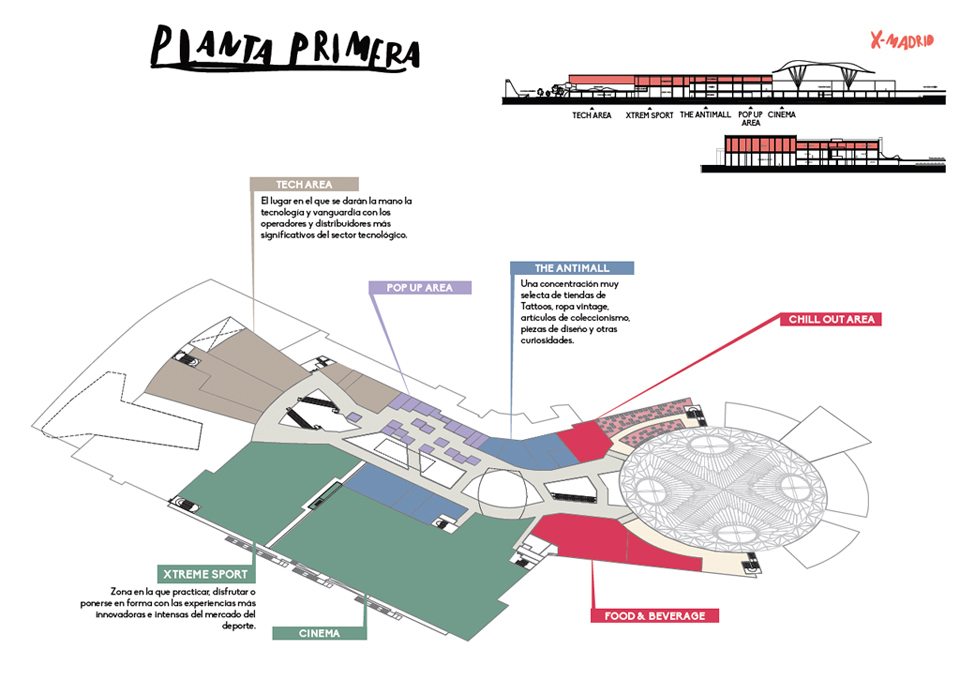 PLANTA PRIMERA
X-MADRID
TECH AREA
XTREM SPORT
THE ANTIMALL
POP UP
AREA
CINEMA
TECH AREA
El lugar en el que se darán la mano la
tecnología y vanguardia con los
operadores y distribuidores más
significativos del sector tecnológico.
POP UP AREA
THE ANTIMALL
Una concentración muy
selecta de tiendas de
Tattoos, ropa vintage,
artículos de coleccionismo,
piezas de diseño y otras
curiosidades.
CHILL OUT AREA
XTREME SPORT
Zona en la que practicar, disfrutar o
ponerse en forma con las experiencias más
innovadoras e intensas del mercado del
deporte.
CINEMA
FOOD & BEVERAGE